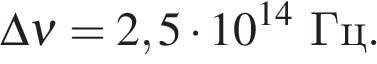 Δν = 2,5 · 10¹⁴ Гц.